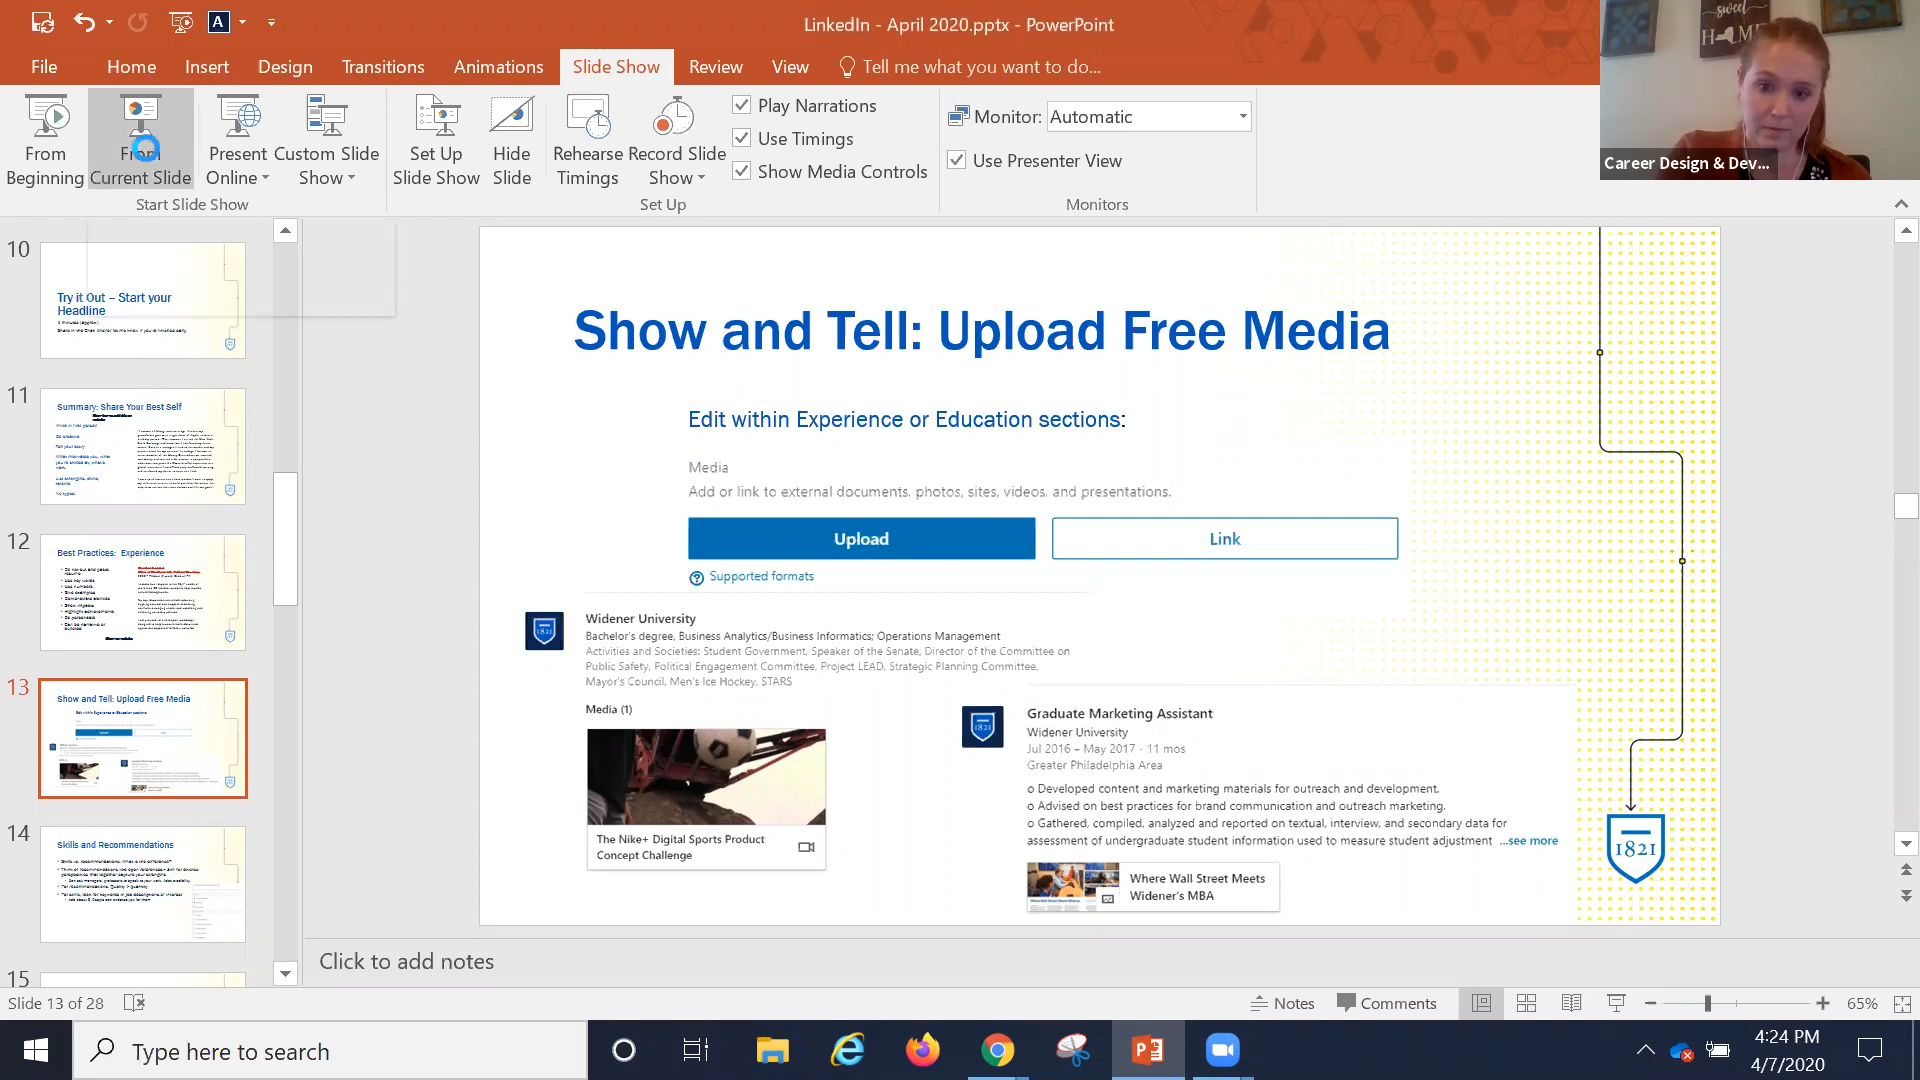 LinkedIn - April 2020.pptx - PowerPoint
sweet
H ME
File Home Insert Design Transitions Animations Slide Show Review View Tell me what you want to do...
From Beginning
From Current Slide
Present Online
Custom Slide Show
Start Slide Show
Set Up Slide Show
Hide Slide
Rehearse Timings
Record Slide Show
Play Narrations
Use Timings
Show Media Controls
Set Up
Monitor: Automatic
Use Presenter View
Monitors
Career Design & Dev...
10
Try it Out – Start your
Headline
11
Summary: Share Your Best Self
12
Best Practices: Experience
13
Show and Tell: Upload Free Media
14
Skills and Recommendations
15
Show and Tell: Upload Free Media
Edit within Experience or Education sections:
Media
Add or link to external documents, photos, sites, videos, and presentations.
Upload
Link
Supported formats
1821
Widener University
Bachelor's degree, Business Analytics/Business Informatics; Operations Management
Activities and Societies: Student Government, Speaker of the Senate, Director of the Committee on
Public Safety, Political Engagement Committee, Project LEAD, Strategic Planning Committee,
Mayor's Council, Men's Ice Hockey, STARS
Media (1)
The Nike+ Digital Sports Product
Concept Challenge
1821
Graduate Marketing Assistant
Widener University
Jul 2016 – May 2017 · 11 mos
Greater Philadelphia Area
o Developed content and marketing materials for outreach and development.
o Advised on best practices for brand communication and outreach marketing.
o Gathered, compiled, analyzed and reported on textual, interview, and secondary data for
assessment of undergraduate student information used to measure student adjustment ...see more
Where Wall Street Meets
Widener's MBA
1821
Click to add notes
Slide 13 of 28
Notes
Comments
65%
Type here to search
4:24 PM
4/7/2020